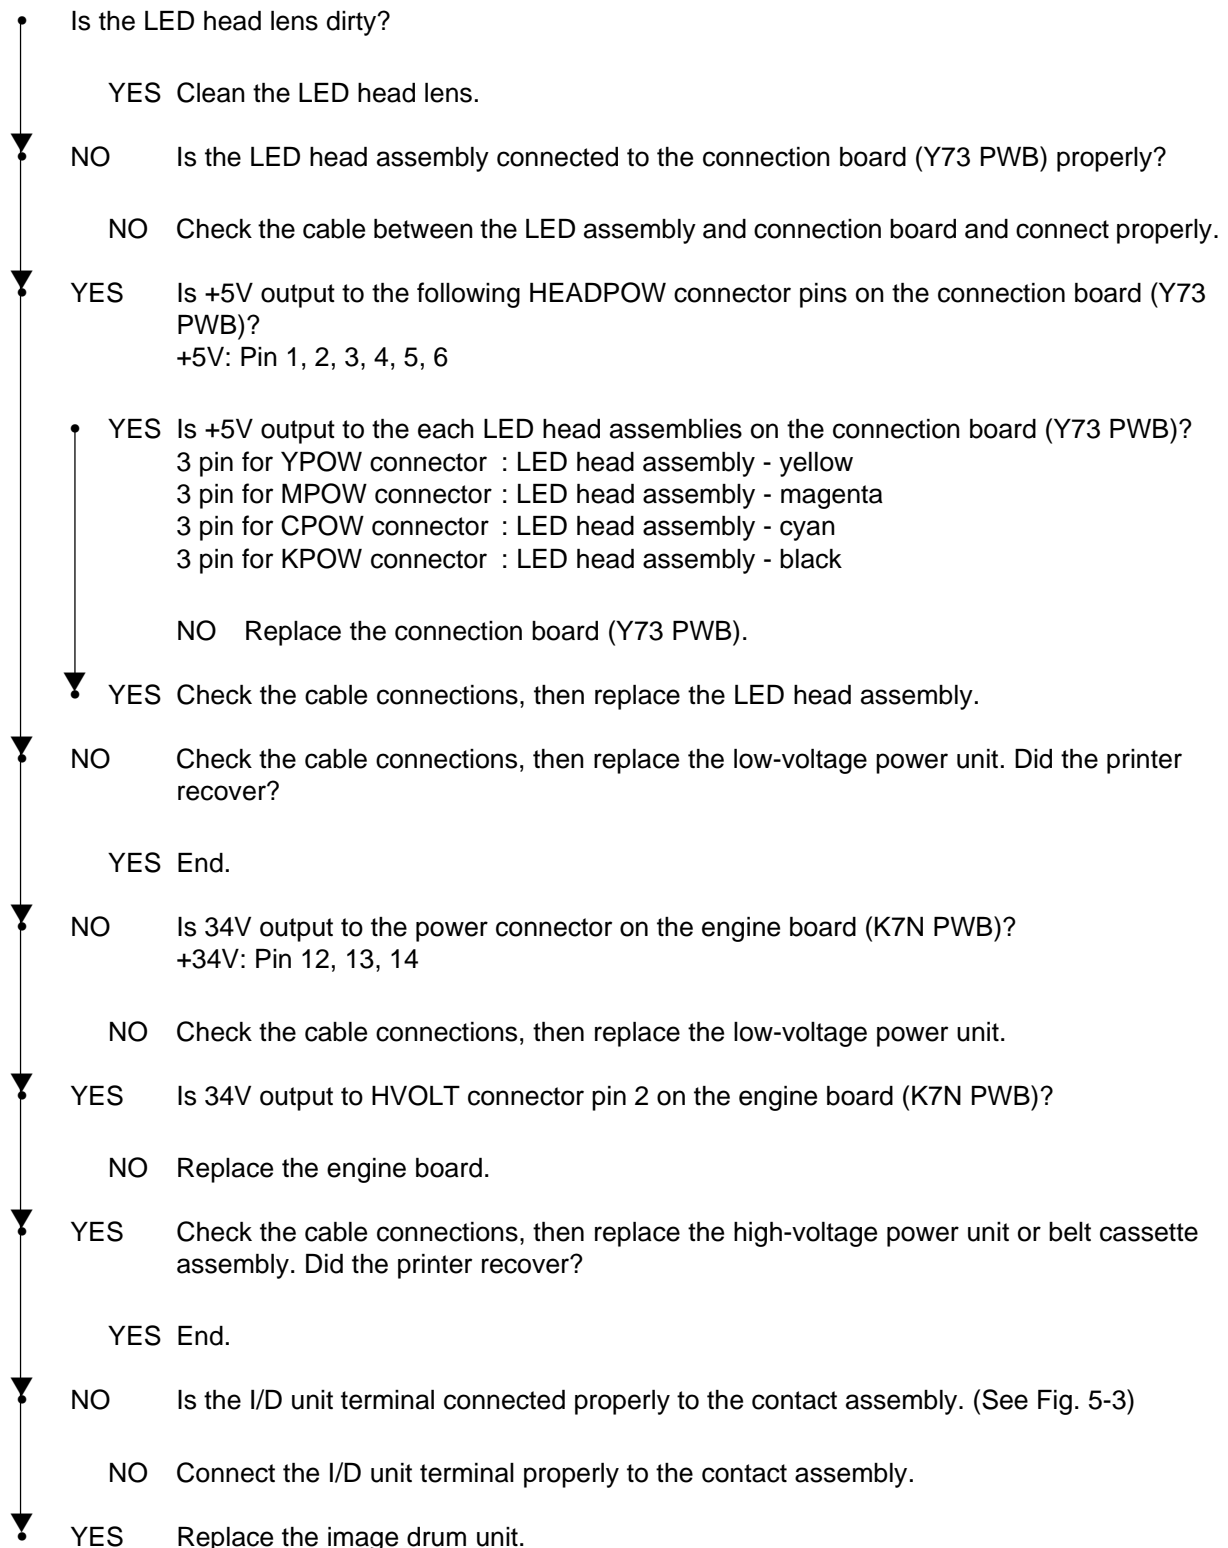 Is the LED head lens dirty?
YES Clean the LED head lens.
NO Is the LED head assembly connected to the connection board (Y73 PWB) properly?
NO Check the cable between the LED assembly and connection board and connect properly.
YES Is +5V output to the following HEADPOW connector pins on the connection board (Y73
PWB)?
+5V: Pin 1, 2, 3, 4, 5, 6
YES Is +5V output to the each LED head assemblies on the connection board (Y73 PWB)?
3 pin for YPOW connector : LED head assembly - yellow
3 pin for MPOW connector : LED head assembly - magenta
3 pin for CPOW connector : LED head assembly - cyan
3 pin for KPOW connector : LED head assembly - black
NO Replace the connection board (Y73 PWB).
YES Check the cable connections, then replace the LED head assembly.
NO Check the cable connections, then replace the low-voltage power unit. Did the printer
recover?
YES End.
NO Is 34V output to the power connector on the engine board (K7N PWB)?
+34V: Pin 12, 13, 14
NO Check the cable connections, then replace the low-voltage power unit.
YES Is 34V output to HVOLT connector pin 2 on the engine board (K7N PWB)?
NO Replace the engine board.
YES Check the cable connections, then replace the high-voltage power unit or belt cassette
assembly. Did the printer recover?
YES End.
NO Is the I/D unit terminal connected properly to the contact assembly. (See Fig. 5-3)
NO Connect the I/D unit terminal properly to the contact assembly.
YES Replace the image drum unit.